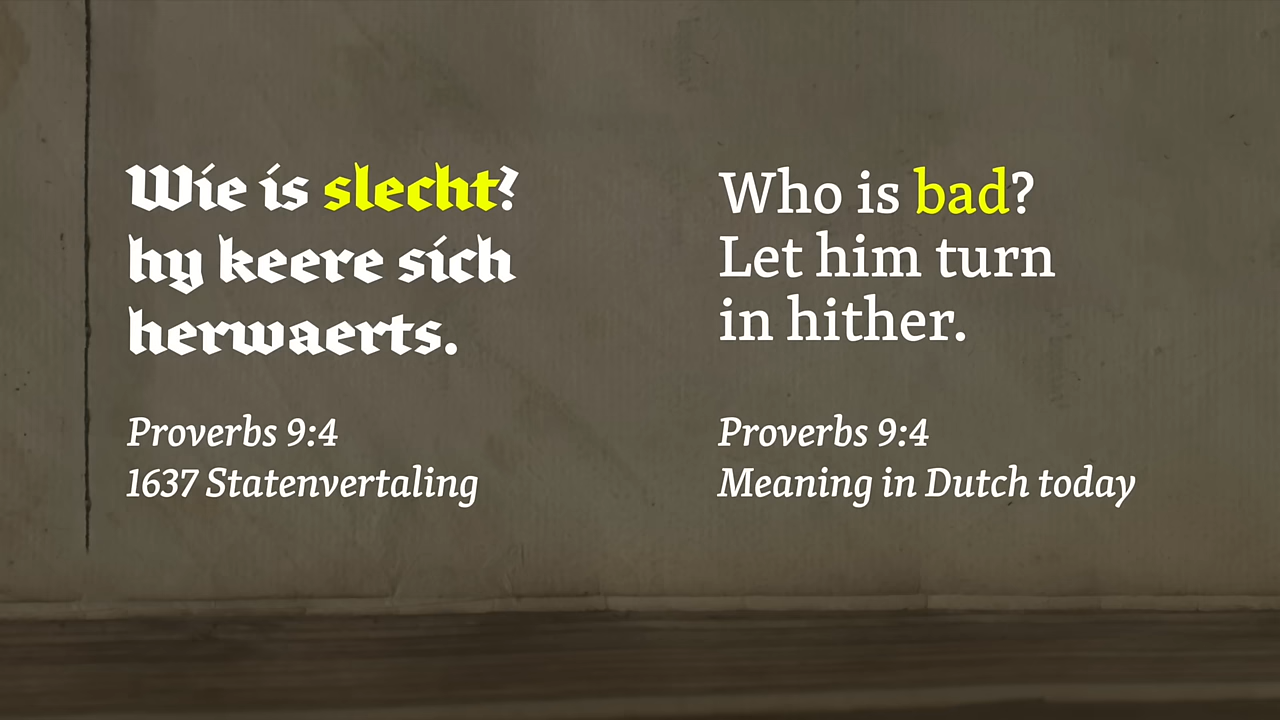 Wie is slecht?
hy keere sich
herwaerts.
Proverbs 9:4
1637 Statenvertaling
Who is bad?
Let him turn
in hither.
Proverbs 9:4
Meaning in Dutch today